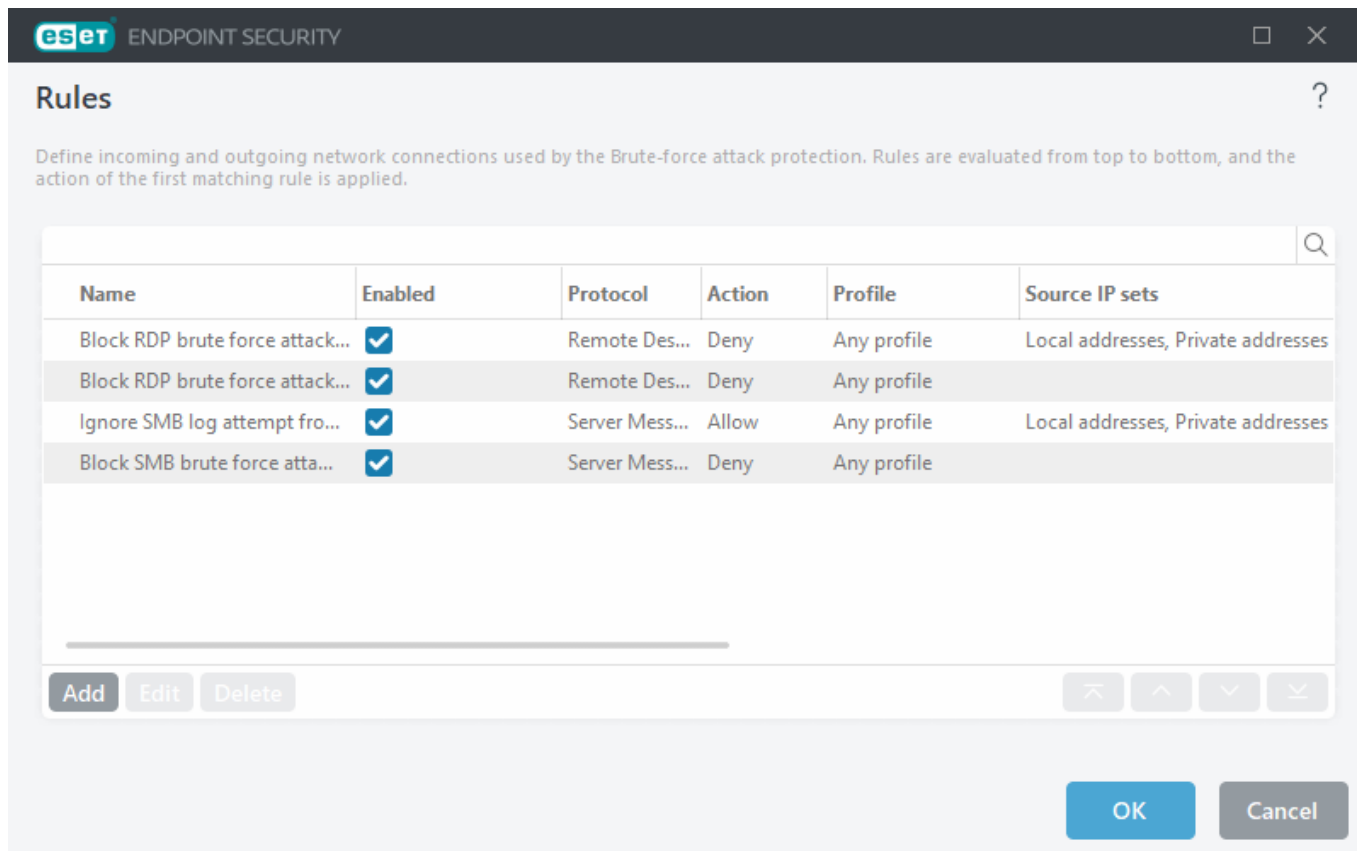 eset ENDPOINT SECURITY
Rules
?
Define incoming and outgoing network connections used by the Brute-force attack protection. Rules are evaluated from top to bottom, and the
action of the first matching rule is applied.
Name Enabled Protocol Action Profile Source IP sets
Block RDP brute force attack... Remote Des... Deny Any profile Local addresses, Private addresses
Block RDP brute force attack... Remote Des... Deny Any profile
Ignore SMB log attempt fro... Server Mess... Allow Any profile Local addresses, Private addresses
Block SMB brute force atta... Server Mess... Deny Any profile
Add Edit Delete
OK Cancel